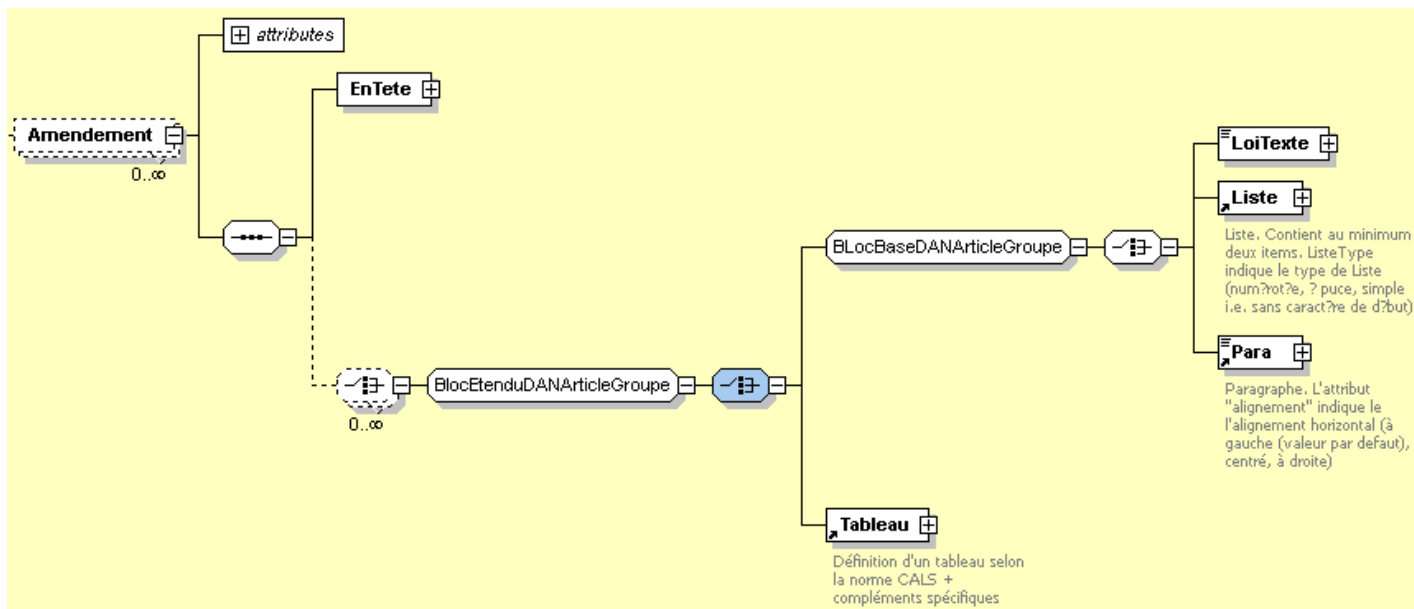 attributes
EnTete
Amendement
0..∞
LoiTexte
Liste
Liste. Contient au minimum
deux items. ListeType
indique le type de Liste
(num?rot?e, ? puce, simple
i.e. sans caract?re de d?but)
BLocBaseDANArticleGroupe
Para
Paragraphe. L'attribut
"alignement" indique le
l'alignement horizontal (à
gauche (valeur par defaut),
centré, à droite)
BlocEtenduDANArticleGroupe
0..∞
Tableau
Définition d'un tableau selon
la norme CALS +
compléments spécifiques